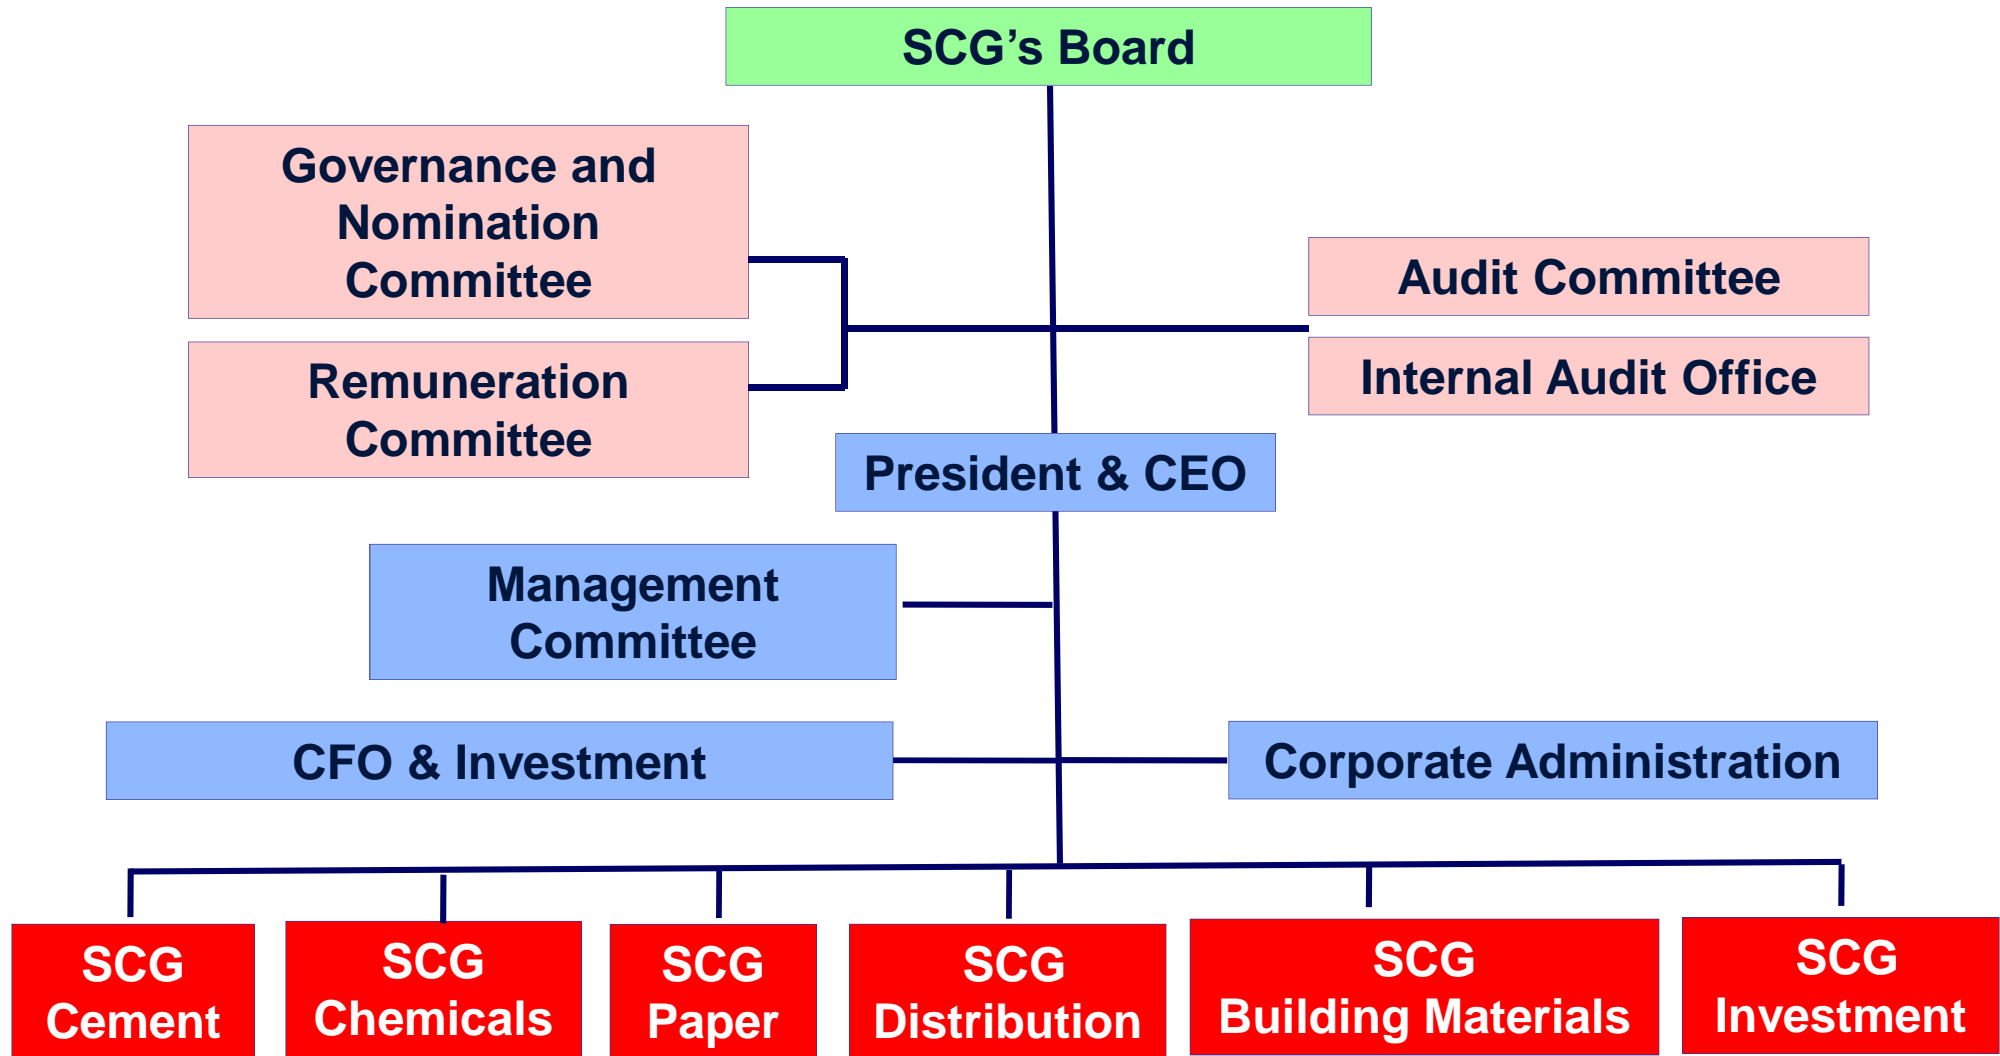 SCG’s Board
Governance and
Nomination
Committee
Audit Committee
Remuneration
Committee
Internal Audit Office
President & CEO
Management
Committee
CFO & Investment
Corporate Administration
SCG
Cement
SCG
Chemicals
SCG
Paper
SCG
Distribution
SCG
Building Materials
SCG
Investment